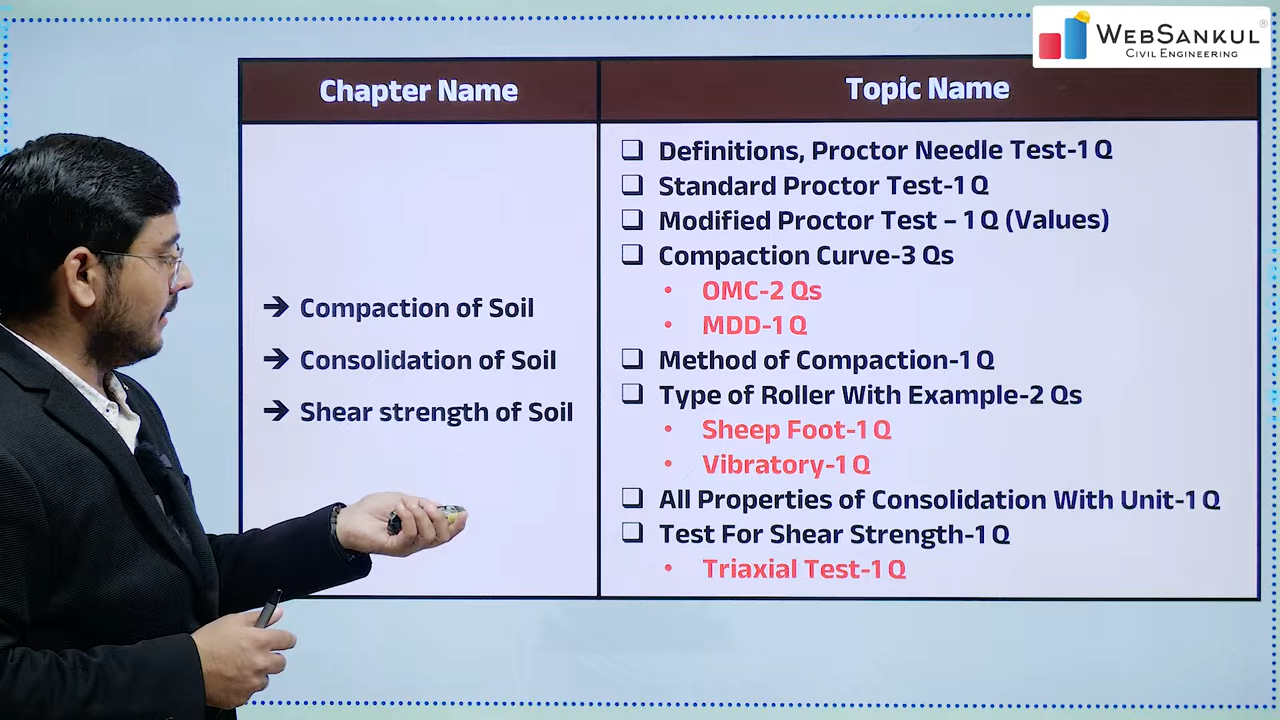 WEBSANKUL®
CIVIL ENGINEERING
Chapter Name
Topic Name
→ Compaction of Soil
→ Consolidation of Soil
→ Shear strength of Soil
❑ Definitions, Proctor Needle Test-1 Q
❑ Standard Proctor Test-1 Q
❑ Modified Proctor Test – 1 Q (Values)
❑ Compaction Curve-3 Qs
• OMC-2 Qs
• MDD-1 Q
❑ Method of Compaction-1 Q
❑ Type of Roller With Example-2 Qs
• Sheep Foot-1 Q
• Vibratory-1 Q
❑ All Properties of Consolidation With Unit-1 Q
❑ Test For Shear Strength-1 Q
• Triaxial Test-1 Q